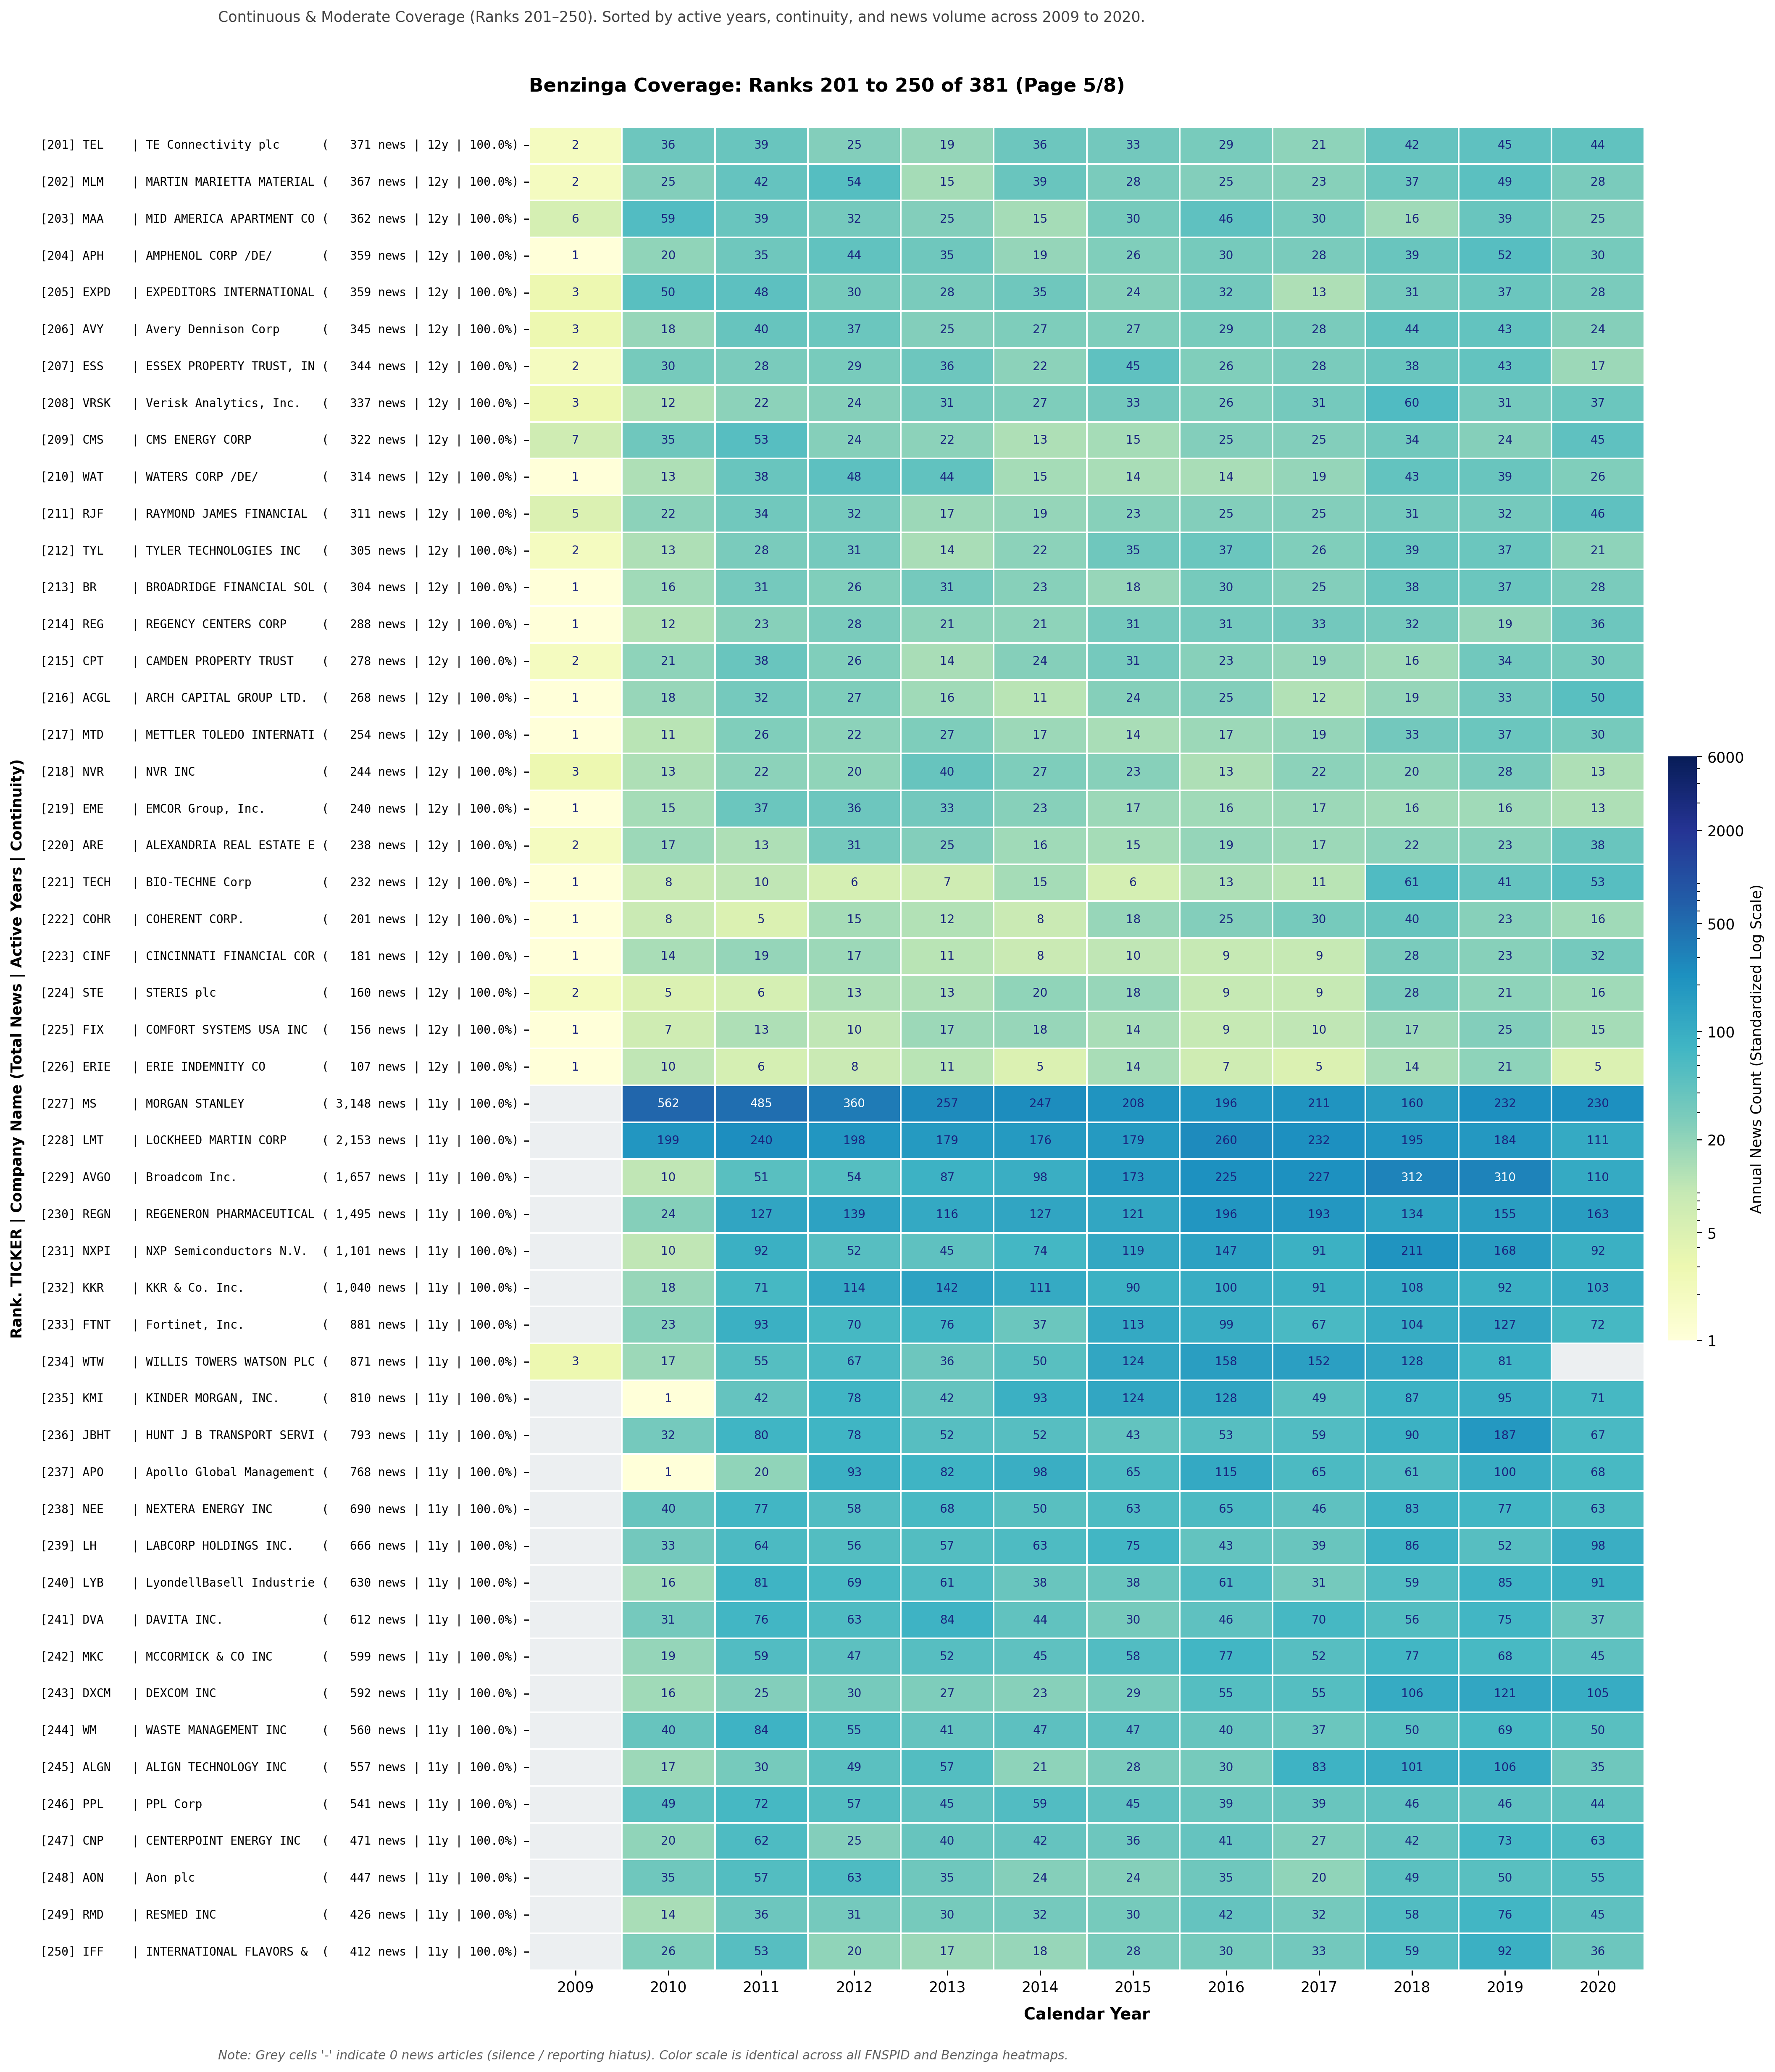 Continuous & Moderate Coverage (Ranks 201–250). Sorted by active years, continuity, and news volume across 2009 to 2020.
Benzinga Coverage: Ranks 201 to 250 of 381 (Page 5/8)
[201] TEL | TE Connectivity plc ( 371 news | 12y | 100.0%) 2 36 39 25 19 36 33 29 21 42 45 44
[202] MLM | MARTIN MARIETTA MATERIAL ( 367 news | 12y | 100.0%) 2 25 42 54 15 39 28 25 23 37 49 28
[203] MAA | MID AMERICA APARTMENT CO ( 362 news | 12y | 100.0%) 6 59 39 32 25 15 30 46 30 16 39 25
[204] APH | AMPHENOL CORP /DE/ ( 359 news | 12y | 100.0%) 1 20 35 44 35 19 26 30 28 39 52 30
[205] EXPD | EXPEDITORS INTERNATIONAL ( 359 news | 12y | 100.0%) 3 50 48 30 28 35 24 32 13 31 37 28
[206] AVY | Avery Dennison Corp ( 345 news | 12y | 100.0%) 3 18 40 37 25 27 27 29 28 44 43 24
[207] ESS | ESSEX PROPERTY TRUST, IN ( 344 news | 12y | 100.0%) 2 30 28 29 36 22 45 26 28 38 43 17
[208] VRSK | Verisk Analytics, Inc. ( 337 news | 12y | 100.0%) 3 12 22 24 31 27 33 26 31 60 31 37
[209] CMS | CMS ENERGY CORP ( 322 news | 12y | 100.0%) 7 35 53 24 22 13 15 25 25 34 24 45
[210] WAT | WATERS CORP /DE/ ( 314 news | 12y | 100.0%) 1 13 38 48 44 15 14 14 19 43 39 26
[211] RJF | RAYMOND JAMES FINANCIAL ( 311 news | 12y | 100.0%) 5 22 34 32 17 19 23 25 25 31 32 46
[212] TYL | TYLER TECHNOLOGIES INC ( 305 news | 12y | 100.0%) 2 13 28 31 14 22 35 37 26 39 37 21
[213] BR | BROADRIDGE FINANCIAL SOL ( 304 news | 12y | 100.0%) 1 16 31 26 31 23 18 30 25 38 37 28
[214] REG | REGENCY CENTERS CORP ( 288 news | 12y | 100.0%) 1 12 23 28 21 21 31 31 33 32 19 36
[215] CPT | CAMDEN PROPERTY TRUST ( 278 news | 12y | 100.0%) 2 21 38 26 14 24 31 23 19 16 34 30
[216] ACGL | ARCH CAPITAL GROUP LTD. ( 268 news | 12y | 100.0%) 1 18 32 27 16 11 24 25 12 19 33 50
[217] MTD | METTLER TOLEDO INTERNATI ( 254 news | 12y | 100.0%) 1 11 26 22 27 17 14 17 19 33 37 30
[218] NVR | NVR INC ( 244 news | 12y | 100.0%) 3 13 22 20 40 27 23 13 22 20 28 13
[219] EME | EMCOR Group, Inc. ( 240 news | 12y | 100.0%) 1 15 37 36 33 23 17 16 17 16 16 13
[220] ARE | ALEXANDRIA REAL ESTATE E ( 238 news | 12y | 100.0%) 2 17 13 31 25 16 15 19 17 22 23 38
[221] TECH | BIO-TECHNE Corp ( 232 news | 12y | 100.0%) 1 8 10 6 7 15 6 13 11 61 41 53
[222] COHR | COHERENT CORP. ( 201 news | 12y | 100.0%) 1 8 5 15 12 8 18 25 30 40 23 16
[223] CINF | CINCINNATI FINANCIAL COR ( 181 news | 12y | 100.0%) 1 14 19 17 11 8 10 9 9 28 23 32
[224] STE | STERIS plc ( 160 news | 12y | 100.0%) 2 5 6 13 13 20 18 9 9 28 21 16
[225] FIX | COMFORT SYSTEMS USA INC ( 156 news | 12y | 100.0%) 1 7 13 10 17 18 14 9 10 17 25 15
[226] ERIE | ERIE INDEMNITY CO ( 107 news | 12y | 100.0%) 1 10 6 8 11 5 14 7 5 14 21 5
[227] MS | MORGAN STANLEY ( 3,148 news | 11y | 100.0%) 562 485 360 257 247 208 196 211 160 232 230
[228] LMT | LOCKHEED MARTIN CORP ( 2,153 news | 11y | 100.0%) 199 240 198 179 176 179 260 232 195 184 111
[229] AVGO | Broadcom Inc. ( 1,657 news | 11y | 100.0%) 10 51 54 87 98 173 225 227 312 310 110
[230] REGN | REGENERON PHARMACEUTICAL ( 1,495 news | 11y | 100.0%) 24 127 139 116 127 121 196 193 134 155 163
[231] NXPI | NXP Semiconductors N.V. ( 1,101 news | 11y | 100.0%) 10 92 52 45 74 119 147 91 211 168 92
[232] KKR | KKR & Co. Inc. ( 1,040 news | 11y | 100.0%) 18 71 114 142 111 90 100 91 108 92 103
[233] FTNT | Fortinet, Inc. ( 881 news | 11y | 100.0%) 23 93 70 76 37 113 99 67 104 127 72
[234] WTW | WILLIS TOWERS WATSON PLC ( 871 news | 11y | 100.0%) 3 17 55 67 36 50 124 158 152 128 81
[235] KMI | KINDER MORGAN, INC. ( 810 news | 11y | 100.0%) 1 42 78 42 93 124 128 49 87 95 71
[236] JBHT | HUNT J B TRANSPORT SERVI ( 793 news | 11y | 100.0%) 32 80 78 52 52 43 53 59 90 187 67
[237] APO | Apollo Global Management ( 768 news | 11y | 100.0%) 1 20 93 82 98 65 115 65 61 100 68
[238] NEE | NEXTERA ENERGY INC ( 690 news | 11y | 100.0%) 40 77 58 68 50 63 65 46 83 77 63
[239] LH | LABCORP HOLDINGS INC. ( 666 news | 11y | 100.0%) 33 64 56 57 63 75 43 39 86 52 98
[240] LYB | LyondellBasell Industrie ( 630 news | 11y | 100.0%) 16 81 69 61 38 38 61 31 59 85 91
[241] DVA | DAVITA INC. ( 612 news | 11y | 100.0%) 31 76 63 84 44 30 46 70 56 75 37
[242] MKC | MCCORMICK & CO INC ( 599 news | 11y | 100.0%) 19 59 47 52 45 58 77 52 77 68 45
[243] DXCM | DEXCOM INC ( 592 news | 11y | 100.0%) 16 25 30 27 23 29 55 55 106 121 105
[244] WM | WASTE MANAGEMENT INC ( 560 news | 11y | 100.0%) 40 84 55 41 47 47 40 37 50 69 50
[245] ALGN | ALIGN TECHNOLOGY INC ( 557 news | 11y | 100.0%) 17 30 49 57 21 28 30 83 101 106 35
[246] PPL | PPL Corp ( 541 news | 11y | 100.0%) 49 72 57 45 59 45 39 39 46 46 44
[247] CNP | CENTERPOINT ENERGY INC ( 471 news | 11y | 100.0%) 20 62 25 40 42 36 41 27 42 73 63
[248] AON | Aon plc ( 447 news | 11y | 100.0%) 35 57 63 35 24 24 35 20 49 50 55
[249] RMD | RESMED INC ( 426 news | 11y | 100.0%) 14 36 31 30 32 30 42 32 58 76 45
[250] IFF | INTERNATIONAL FLAVORS & ( 412 news | 11y | 100.0%) 26 53 20 17 18 28 30 33 59 92 36
2009 2010 2011 2012 2013 2014 2015 2016 2017 2018 2019 2020
Calendar Year
Rank. TICKER | Company Name (Total News | Active Years | Continuity)
6000
2000
500
100
20
5
1
Annual News Count (Standardized Log Scale)
Note: Grey cells '-' indicate 0 news articles (silence / reporting hiatus). Color scale is identical across all FNSPID and Benzinga heatmaps.